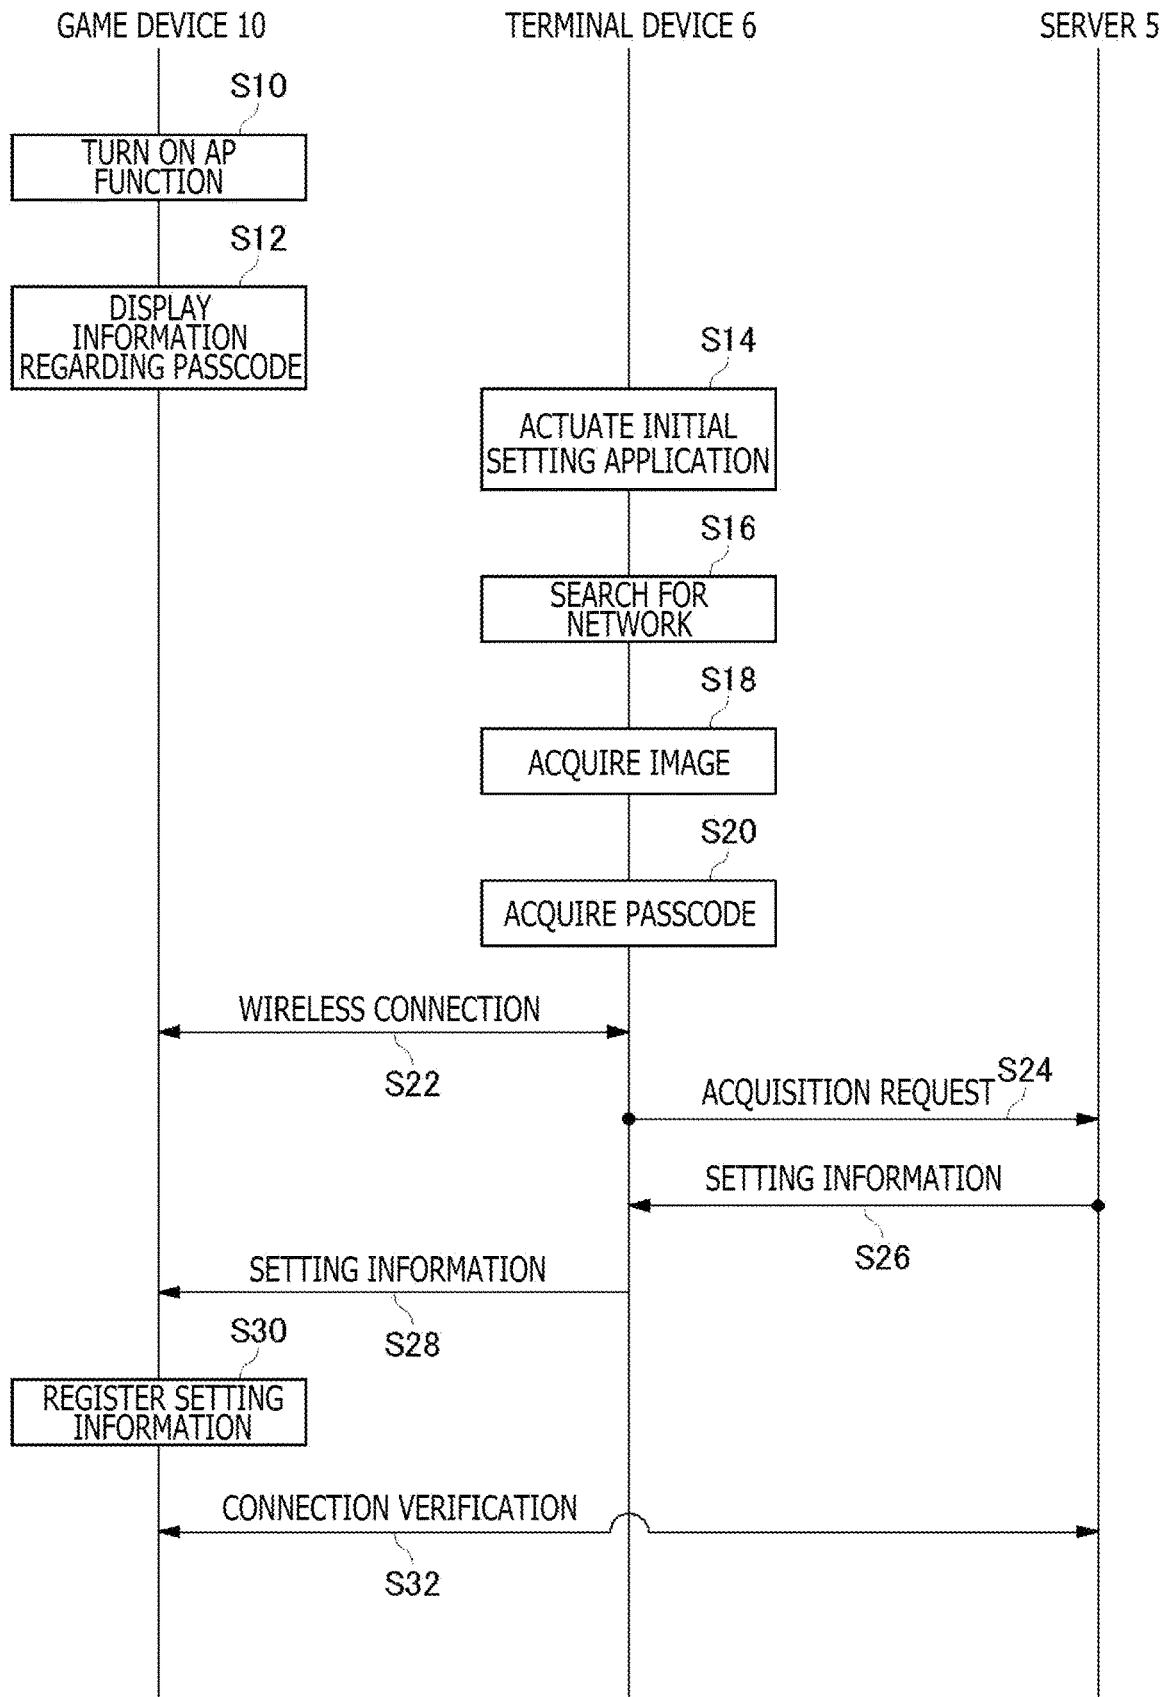 GAME DEVICE 10
TERMINAL DEVICE 6
SERVER 5
S10
TURN ON AP
FUNCTION
S12
DISPLAY
INFORMATION
REGARDING PASSCODE
S14
ACTUATE INITIAL
SETTING APPLICATION
S16
SEARCH FOR
NETWORK
S18
ACQUIRE IMAGE
S20
ACQUIRE PASSCODE
WIRELESS CONNECTION
S22
ACQUISITION REQUEST
S24
SETTING INFORMATION
S26
SETTING INFORMATION
S28
S30
REGISTER SETTING
INFORMATION
CONNECTION VERIFICATION
S32